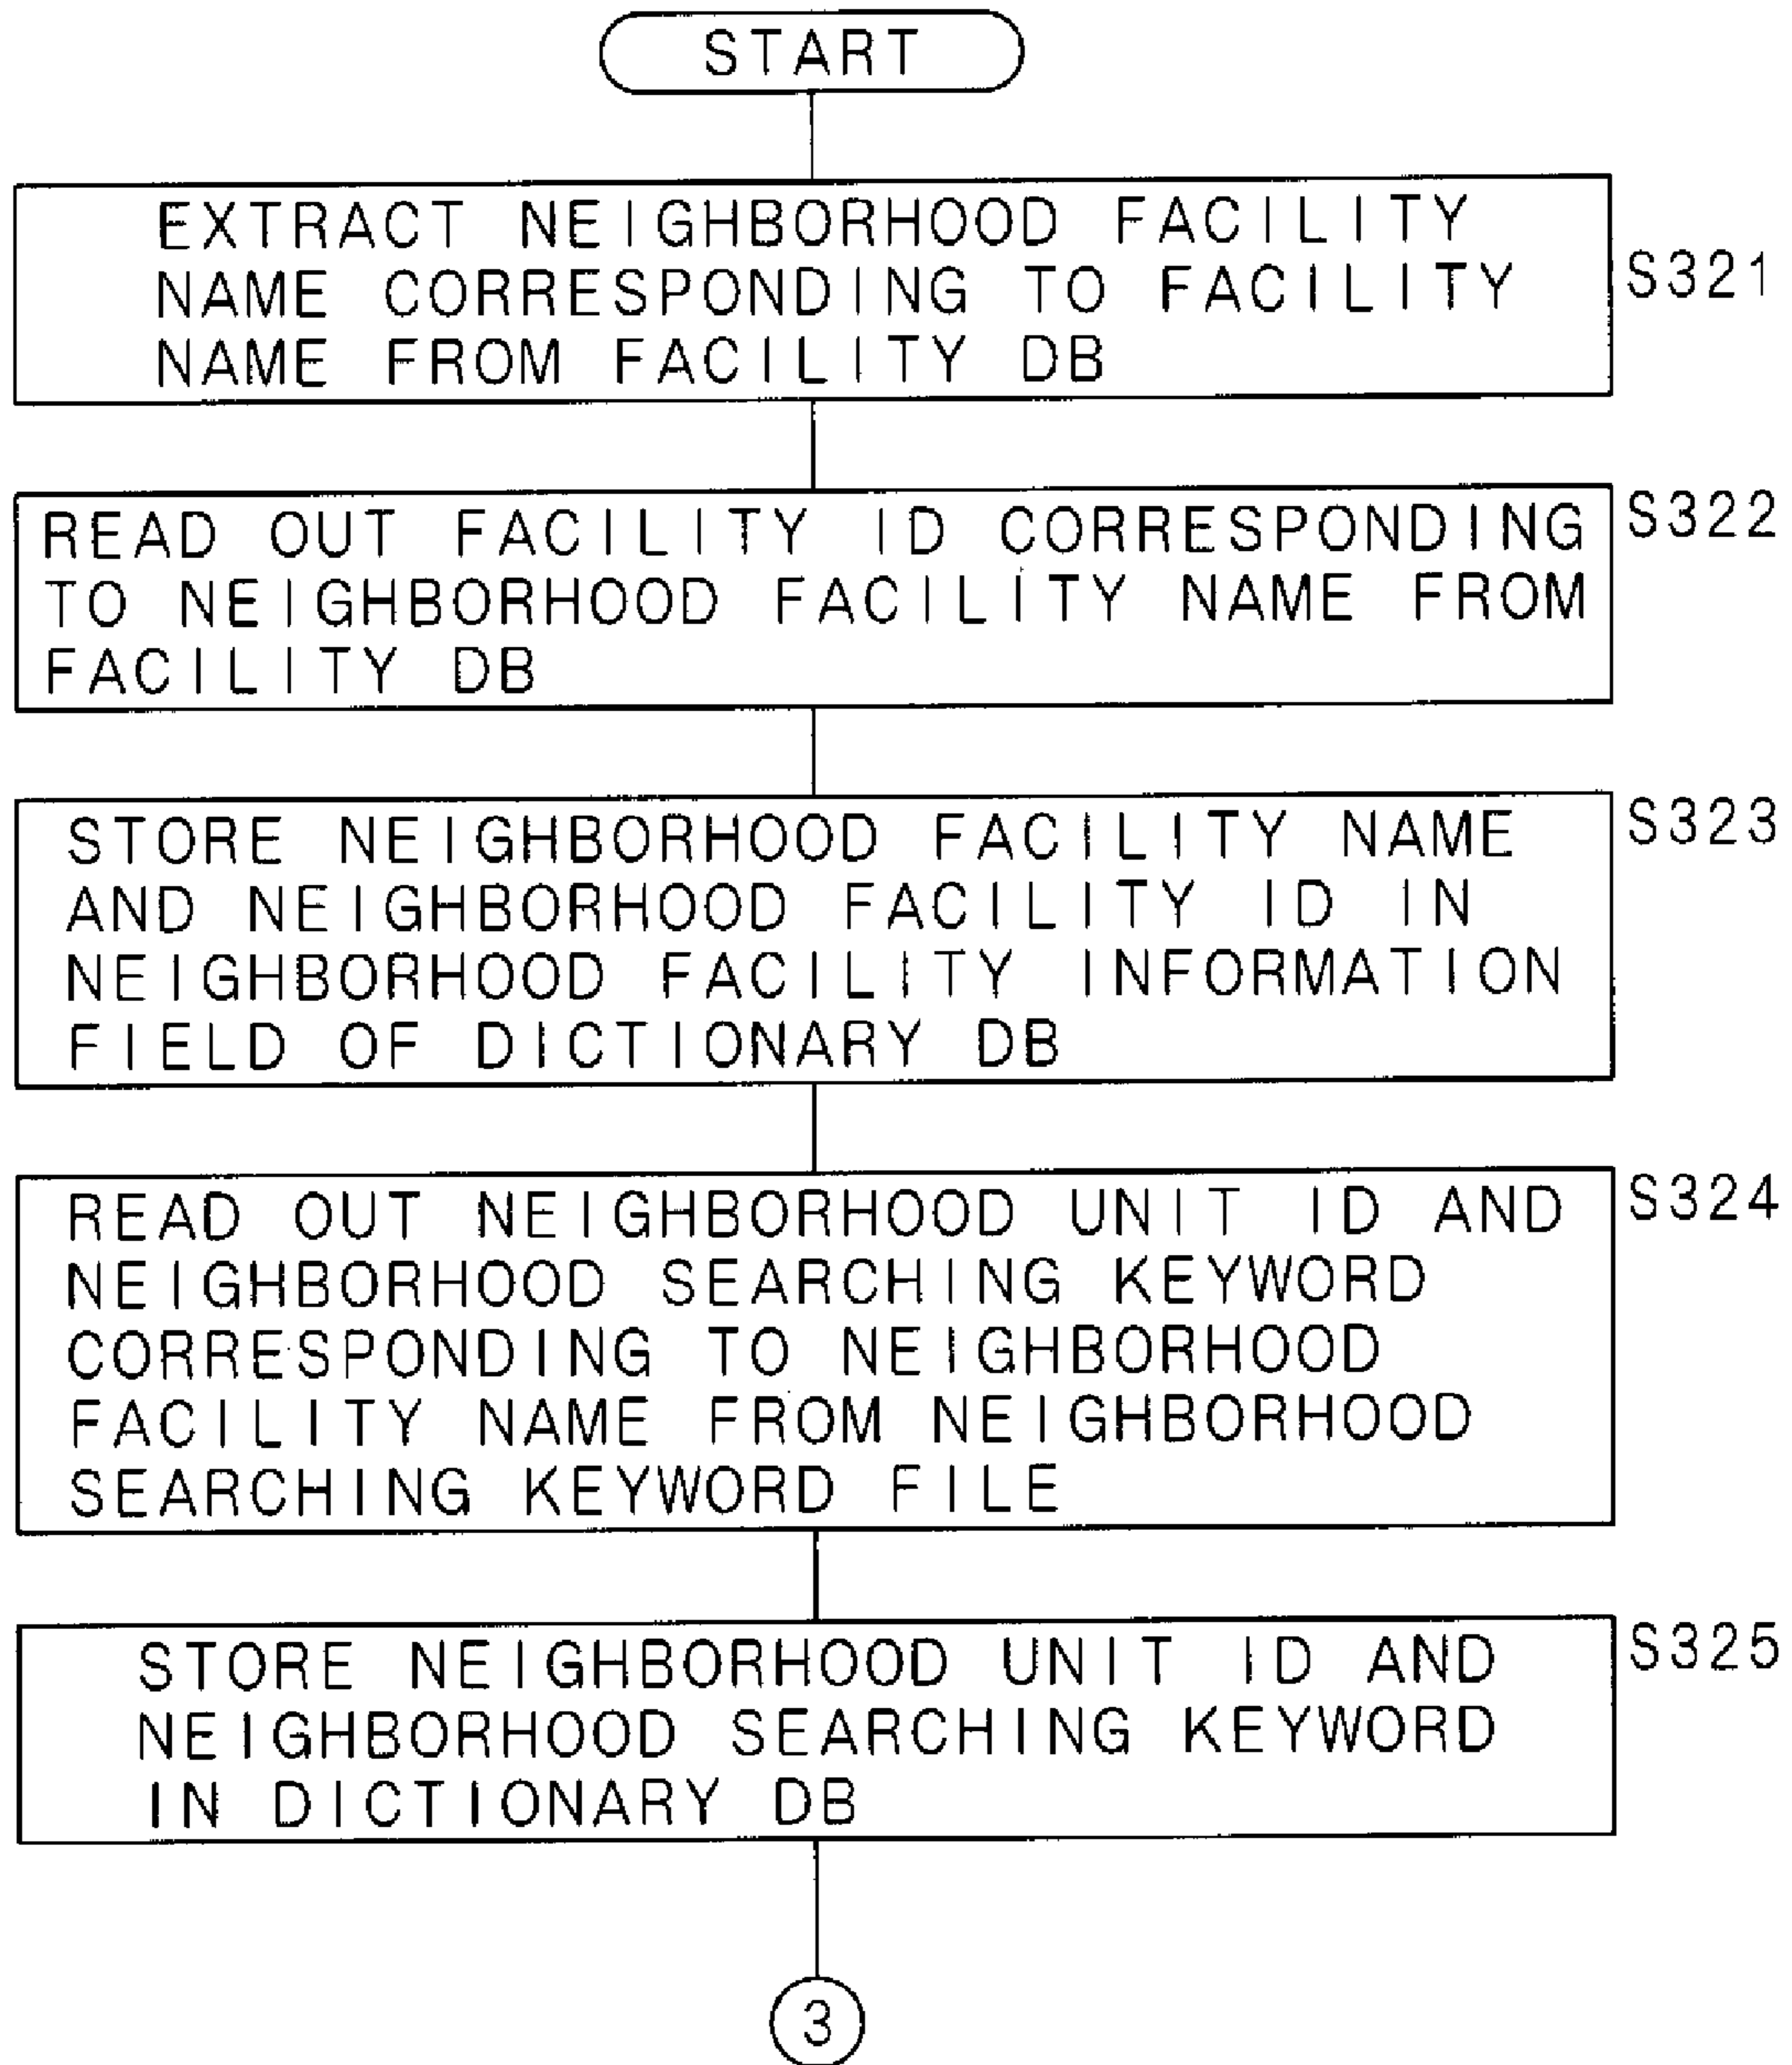 START
EXTRACT NEIGHBORHOOD FACILITY
NAME CORRESPONDING TO FACILITY
NAME FROM FACILITY DB
S321
READ OUT FACILITY ID CORRESPONDING
TO NEIGHBORHOOD FACILITY NAME FROM
FACILITY DB
S322
STORE NEIGHBORHOOD FACILITY NAME
AND NEIGHBORHOOD FACILITY ID IN
NEIGHBORHOOD FACILITY INFORMATION
FIELD OF DICTIONARY DB
S323
READ OUT NEIGHBORHOOD UNIT ID AND
NEIGHBORHOOD SEARCHING KEYWORD
CORRESPONDING TO NEIGHBORHOOD
FACILITY NAME FROM NEIGHBORHOOD
SEARCHING KEYWORD FILE
S324
STORE NEIGHBORHOOD UNIT ID AND
NEIGHBORHOOD SEARCHING KEYWORD
IN DICTIONARY DB
S325
3